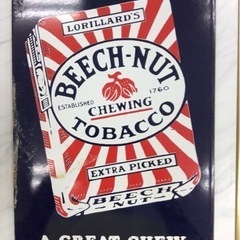 LORILLARD'S
BEECH-NUT
ESTABLISHED 1760
CHEWING
TOBACCO
EXTRA PICKED
BEECH
NUT
A GREAT CHEW